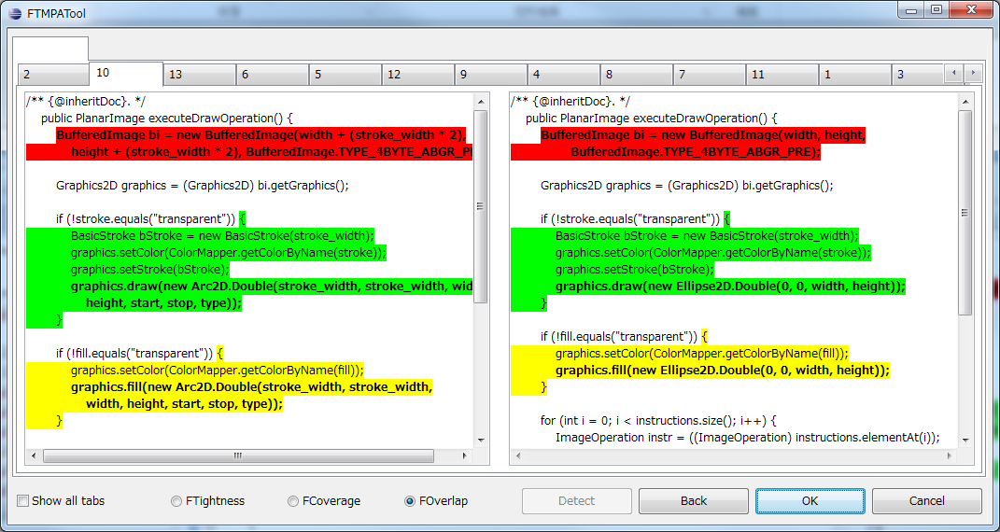 FTMPATool
2 10 13 6 5 12 9 4 8 7 11 1 3
/** {@inheritDoc}. */
public PlanarImage executeDrawOperation() {
BufferedImage bi = new BufferedImage(width + (stroke_width * 2),
height + (stroke_width * 2), BufferedImage.TYPE_4BYTE_ABGR_PR
Graphics2D graphics = (Graphics2D) bi.getGraphics();
if (!stroke.equals("transparent")) {
BasicStroke bStroke = new BasicStroke(stroke_width);
graphics.setColor(ColorMapper.getColorByName(stroke));
graphics.setStroke(bStroke);
graphics.draw(new Arc2D.Double(stroke_width, stroke_width, wid
height, start, stop, type));
}
if (!fill.equals("transparent")) {
graphics.setColor(ColorMapper.getColorByName(fill));
graphics.fill(new Arc2D.Double(stroke_width, stroke_width,
width, height, start, stop, type));
}
/** {@inheritDoc}. */
public PlanarImage executeDrawOperation() {
BufferedImage bi = new BufferedImage(width, height,
BufferedImage.TYPE_4BYTE_ABGR_PRE);
Graphics2D graphics = (Graphics2D) bi.getGraphics();
if (!stroke.equals("transparent")) {
BasicStroke bStroke = new BasicStroke(stroke_width);
graphics.setColor(ColorMapper.getColorByName(stroke));
graphics.setStroke(bStroke);
graphics.draw(new Ellipse2D.Double(0, 0, width, height));
}
if (!fill.equals("transparent")) {
graphics.setColor(ColorMapper.getColorByName(fill));
graphics.fill(new Ellipse2D.Double(0, 0, width, height));
}
for (int i = 0; i < instructions.size(); i++) {
ImageOperation instr = ((ImageOperation) instructions.elementAt(i));
Show all tabs FTightness FCoverage FOverlap Detect Back OK Cancel